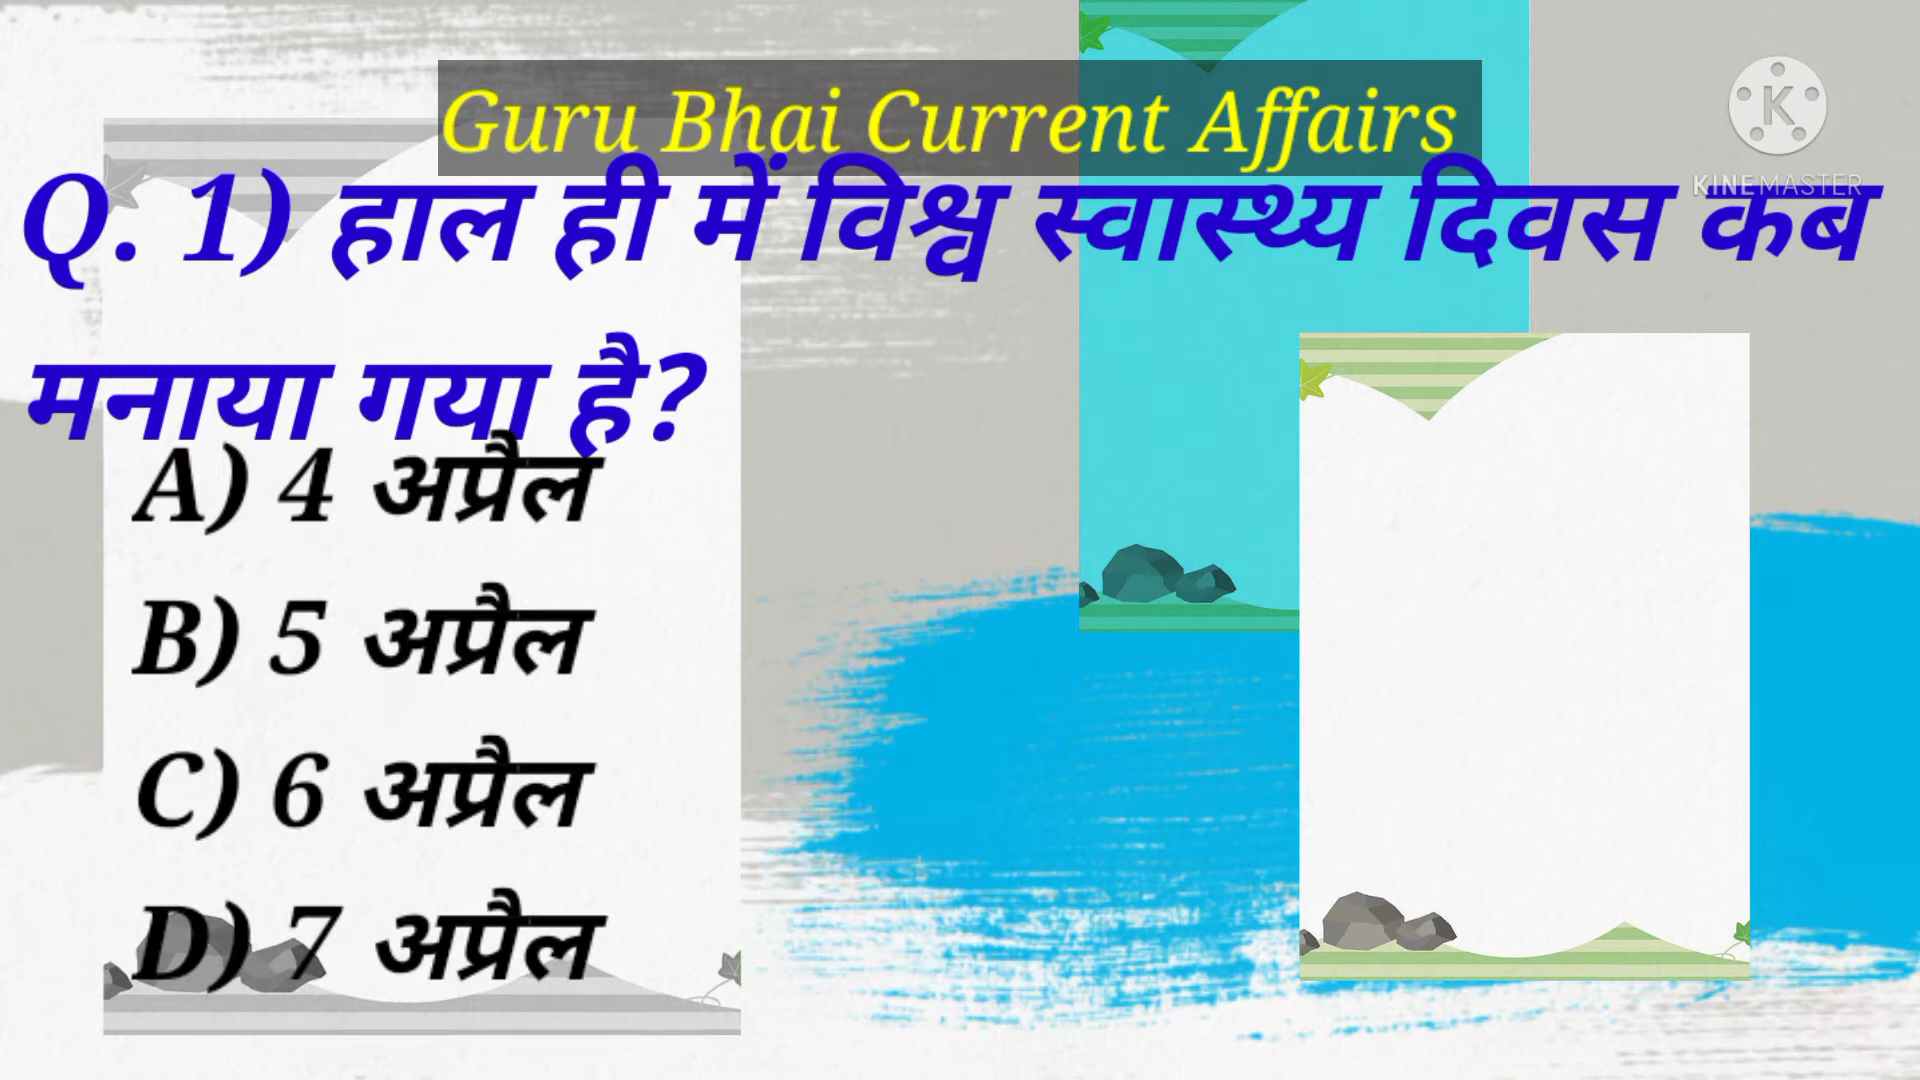 Guru Bhai Current Affairs
KINEMASTER
Q. 1) हाल ही में विश्व स्वास्थ्य दिवस कब
मनाया गया है?
A) 4 अप्रैल
B) 5 अप्रैल
C) 6 अप्रैल
D) 7 अप्रैल